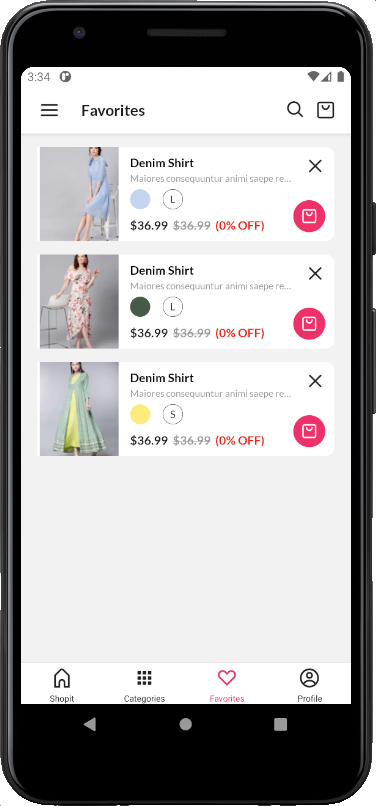 3:34
Favorites
Denim Shirt
Maiores consequuntur animi saepe re...
L
$36.99 $36.99 (0% OFF)
Denim Shirt
Maiores consequuntur animi saepe re...
L
$36.99 $36.99 (0% OFF)
Denim Shirt
Maiores consequuntur animi saepe re...
S
$36.99 $36.99 (0% OFF)
Shopit Categories Favorites Profile